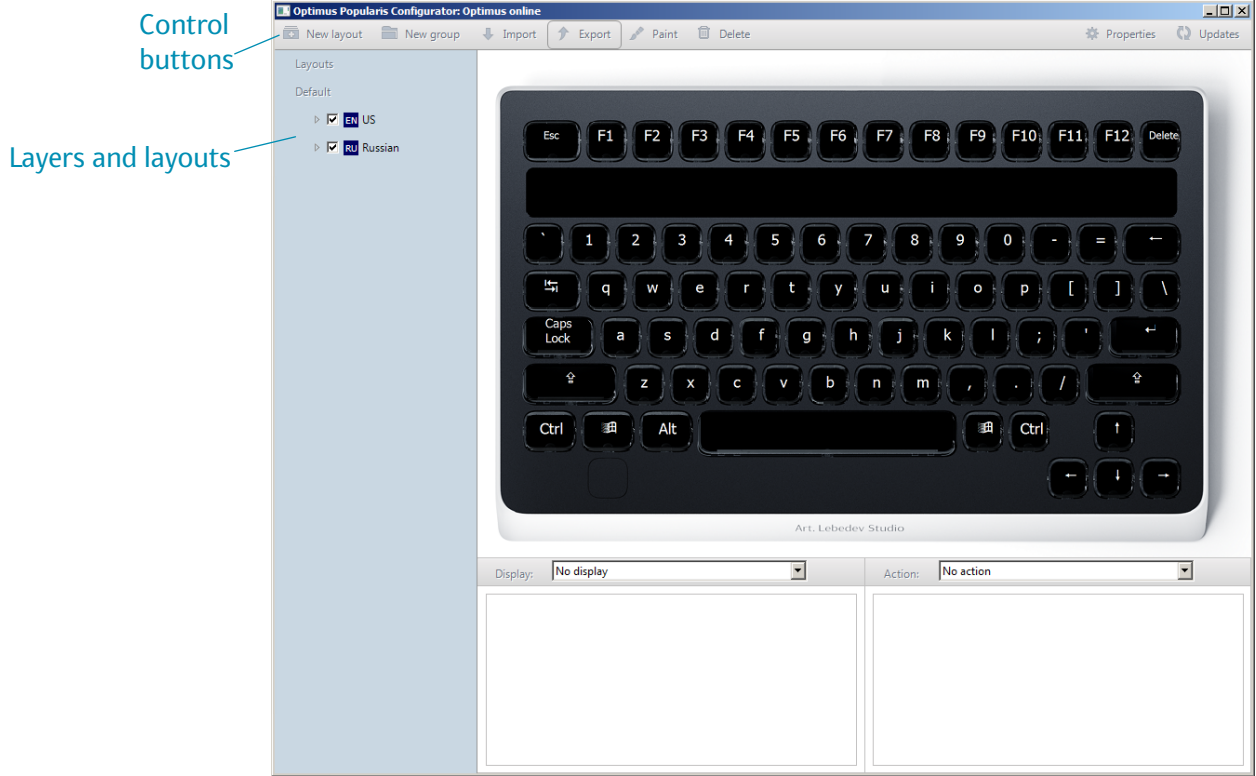 Control
buttons
Layers and layouts
Optimus Popularis Configurator: Optimus online
New layout New group Import Export Paint Delete Properties Updates
Layouts
Default
EN US
RU Russian
Esc F1 F2 F3 F4 F5 F6 F7 F8 F9 F10 F11 F12 Delete
` 1 2 3 4 5 6 7 8 9 0 - = ←
↹ q w e r t y u i o p [ ] \
Caps
Lock a s d f g h j k l ; ' ↵
⇧ z x c v b n m , . / ⇧
Ctrl Alt Ctrl ↑
← ↓ →
Art. Lebedev Studio
Display: No display Action: No action